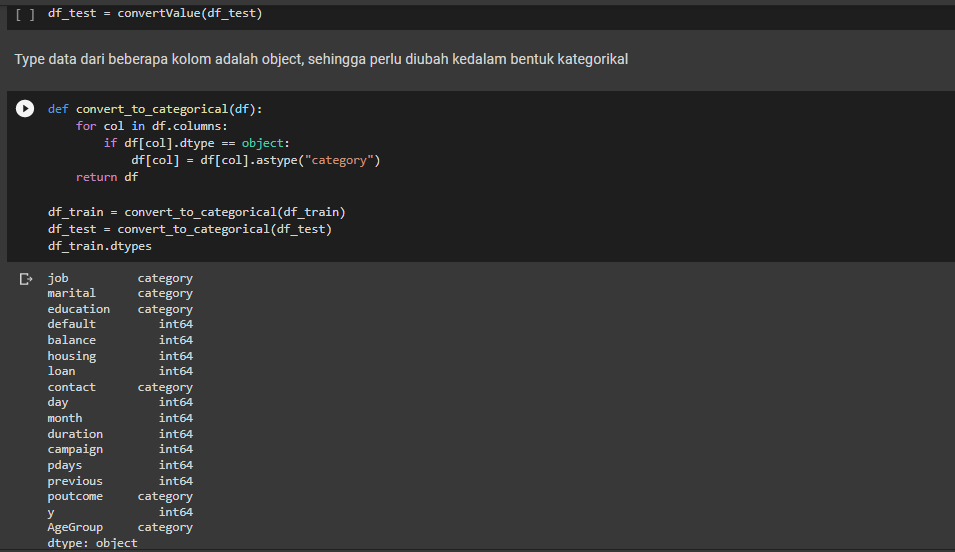 [ ] df_test = convertValue(df_test)
Type data dari beberapa kolom adalah object, sehingga perlu diubah kedalam bentuk kategorikal
def convert_to_categorical(df):
    for col in df.columns:
        if df[col].dtype == object:
            df[col] = df[col].astype("category")
    return df

df_train = convert_to_categorical(df_train)
df_test = convert_to_categorical(df_test)
df_train.dtypes
job          category
marital      category
education    category
default         int64
balance         int64
housing         int64
loan            int64
contact      category
day             int64
month           int64
duration        int64
campaign        int64
pdays           int64
previous        int64
poutcome     category
y               int64
AgeGroup     category
dtype: object